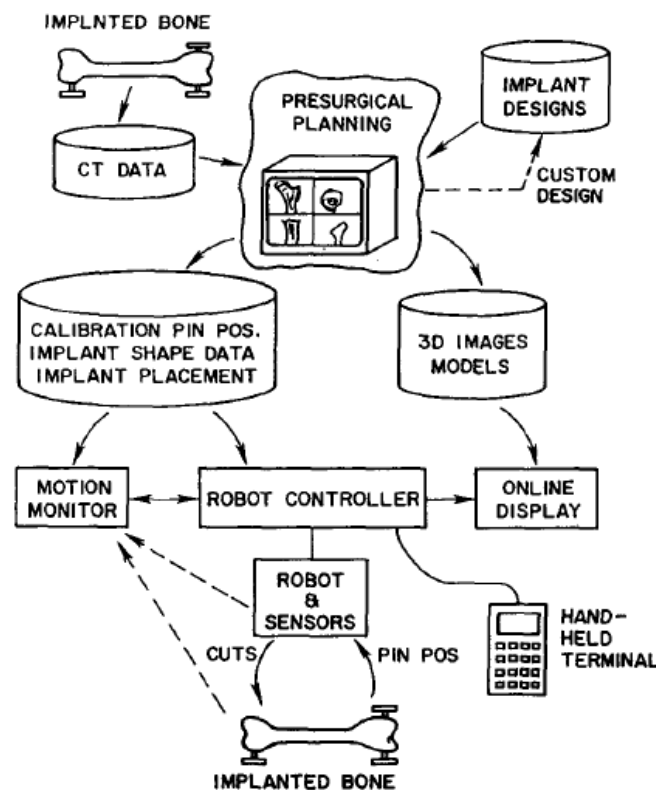 IMPLNTED BONE
PRESURGICAL
PLANNING
IMPLANT
DESIGNS
CT DATA
CUSTOM
DESIGN
CALIBRATION PIN POS.
IMPLANT SHAPE DATA
IMPLANT PLACEMENT
3D IMAGES
MODELS
MOTION
MONITOR
ROBOT CONTROLLER
ONLINE
DISPLAY
ROBOT
&
SENSORS
HAND-
HELD
TERMINAL
CUTS
PIN POS
IMPLANTED BONE